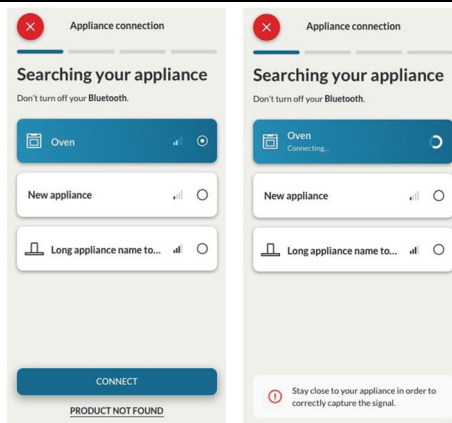 Appliance connection
Searching your appliance
Don't turn off your Bluetooth.
Oven
New appliance
Long appliance name to...
CONNECT
PRODUCT NOT FOUND
Appliance connection
Searching your appliance
Don't turn off your Bluetooth.
Oven
Connecting...
New appliance
Long appliance name to...
Stay close to your appliance in order to
correctly capture the signal.